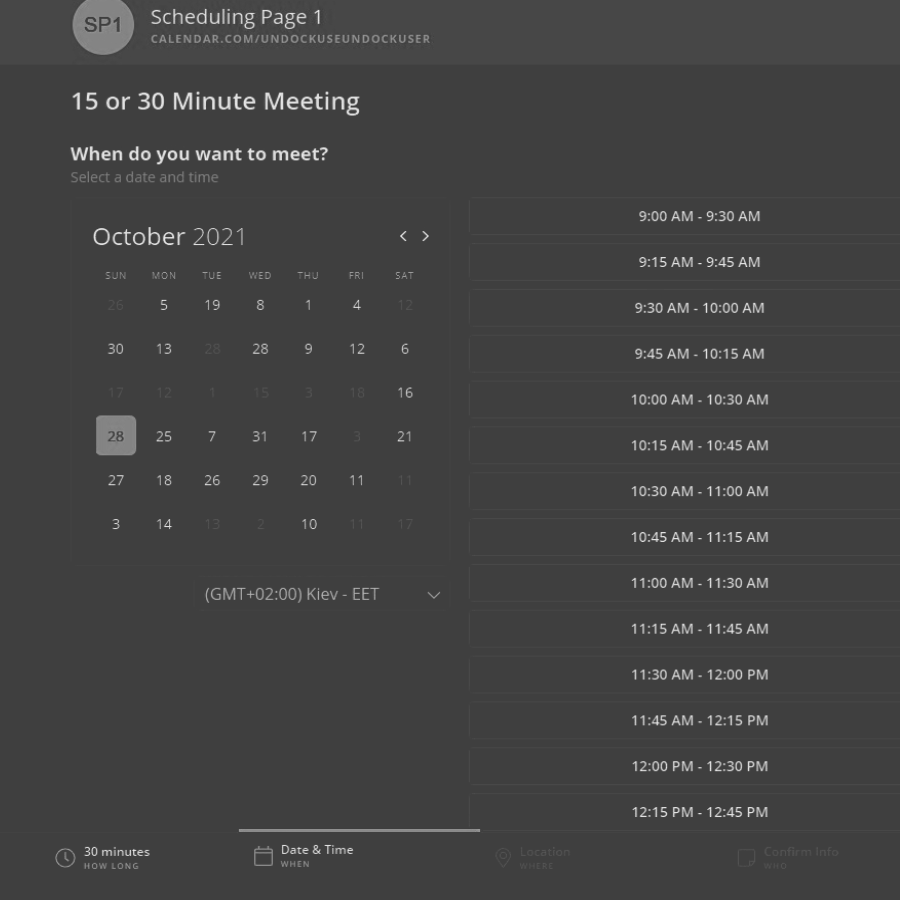 SP1
Scheduling Page 1
CALENDAR.COM/UNDOCKUSEUNDOCKUSER
15 or 30 Minute Meeting
When do you want to meet?
Select a date and time
October 2021
SUN MON TUE WED THU FRI SAT
26 5 19 8 1 4 12
30 13 28 28 9 12 6
17 12 1 15 3 18 16
28 25 7 31 17 3 21
27 18 26 29 20 11 11
3 14 13 2 10 11 17
(GMT+02:00) Kiev - EET
9:00 AM - 9:30 AM
9:15 AM - 9:45 AM
9:30 AM - 10:00 AM
9:45 AM - 10:15 AM
10:00 AM - 10:30 AM
10:15 AM - 10:45 AM
10:30 AM - 11:00 AM
10:45 AM - 11:15 AM
11:00 AM - 11:30 AM
11:15 AM - 11:45 AM
11:30 AM - 12:00 PM
11:45 AM - 12:15 PM
12:00 PM - 12:30 PM
12:15 PM - 12:45 PM
30 minutes
HOW LONG
Date & Time
WHEN
Location
WHERE
Confirm Info
WHO